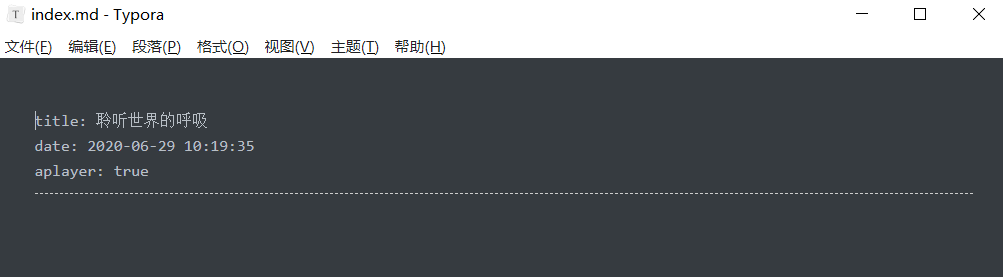 index.md - Typora
文件(F) 编辑(E) 段落(P) 格式(O) 视图(V) 主题(T) 帮助(H)
title: 聆听世界的呼吸
date: 2020-06-29 10:19:35
aplayer: true